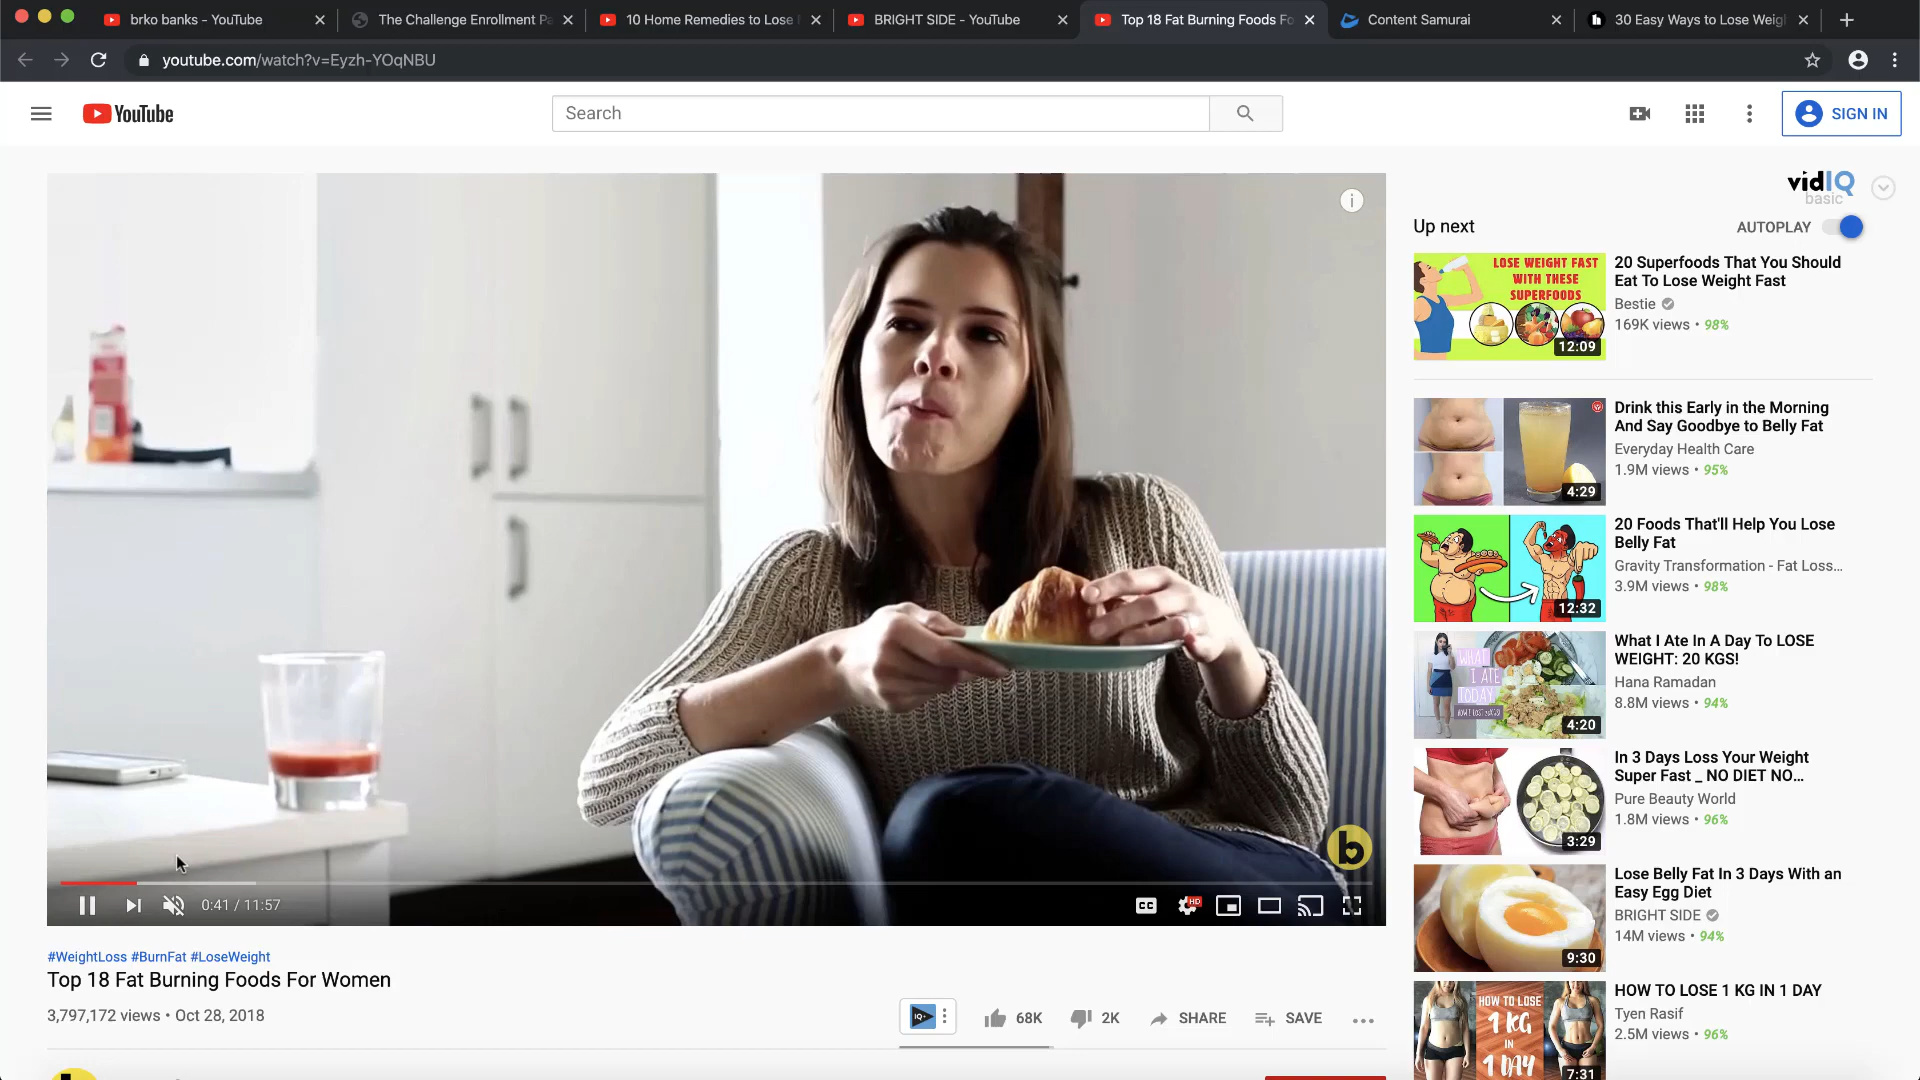 brko banks - YouTube
The Challenge Enrollment Pa
10 Home Remedies to Lose
BRIGHT SIDE - YouTube
Top 18 Fat Burning Foods Fo
Content Samurai
30 Easy Ways to Lose Weig
youtube.com/watch?v=Eyzh-YOqNBU
YouTube
Search
SIGN IN
vidIQ
basic
Up next
AUTOPLAY
LOSE WEIGHT FAST
WITH THESE
SUPERFOODS
12:09
20 Superfoods That You Should
Eat To Lose Weight Fast
Bestie
169K views • 98%
4:29
Drink this Early in the Morning
And Say Goodbye to Belly Fat
Everyday Health Care
1.9M views • 95%
12:32
20 Foods That'll Help You Lose
Belly Fat
Gravity Transformation - Fat Loss...
3.9M views • 98%
WHAT
I ATE
TODAY
4:20
What I Ate In A Day To LOSE
WEIGHT: 20 KGS!
Hana Ramadan
8.8M views • 94%
3:29
In 3 Days Loss Your Weight
Super Fast _ NO DIET NO...
Pure Beauty World
1.8M views • 96%
9:30
Lose Belly Fat In 3 Days With an
Easy Egg Diet
BRIGHT SIDE
14M views • 94%
HOW TO LOSE
1 KG
IN
1 DAY
7:31
HOW TO LOSE 1 KG IN 1 DAY
Tyen Rasif
2.5M views • 96%
b
0:41 / 11:57
CC
HD
#WeightLoss #BurnFat #LoseWeight
Top 18 Fat Burning Foods For Women
3,797,172 views • Oct 28, 2018
IQ+
68K
2K
SHARE
SAVE